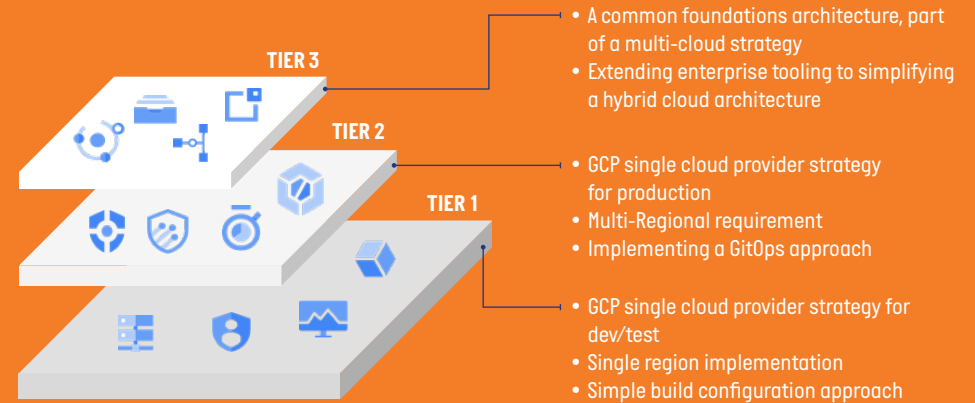 TIER 3
• A common foundations architecture, part
of a multi-cloud strategy
• Extending enterprise tooling to simplifying
a hybrid cloud architecture
TIER 2
• GCP single cloud provider strategy
for production
• Multi-Regional requirement
• Implementing a GitOps approach
TIER 1
• GCP single cloud provider strategy for
dev/test
• Single region implementation
• Simple build configuration approach